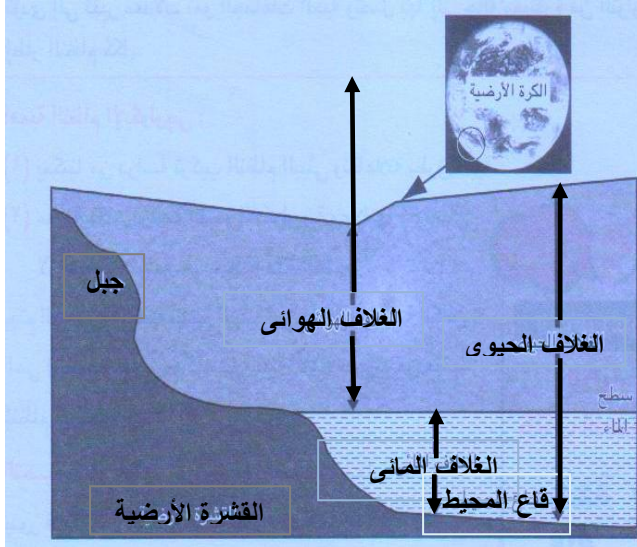 الكرة الأرضية
جبل
الغلاف الهوائى
الغلاف الحيوى
سطح
الماء
الغلاف المائى
قاع المحيط
القشرة الأرضية